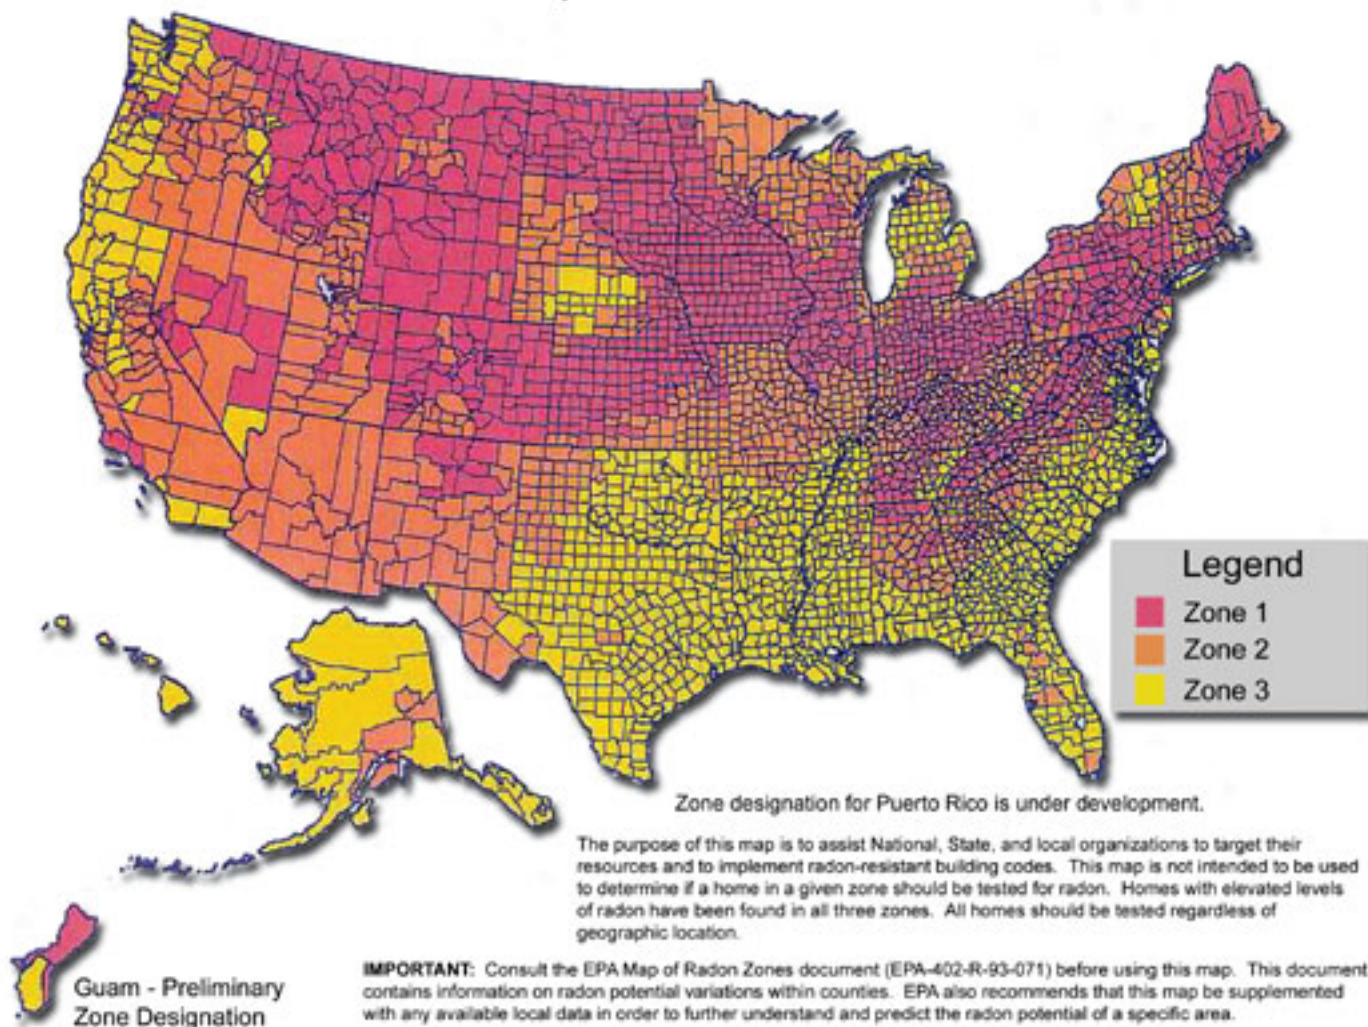 Legend
Zone 1
Zone 2
Zone 3
Zone designation for Puerto Rico is under development.
The purpose of this map is to assist National, State, and local organizations to target their
resources and to implement radon-resistant building codes. This map is not intended to be used
to determine if a home in a given zone should be tested for radon. Homes with elevated levels
of radon have been found in all three zones. All homes should be tested regardless of
geographic location.
IMPORTANT: Consult the EPA Map of Radon Zones document (EPA-402-R-93-071) before using this map. This document
contains information on radon potential variations within counties. EPA also recommends that this map be supplemented
with any available local data in order to further understand and predict the radon potential of a specific area.
Guam - Preliminary
Zone Designation